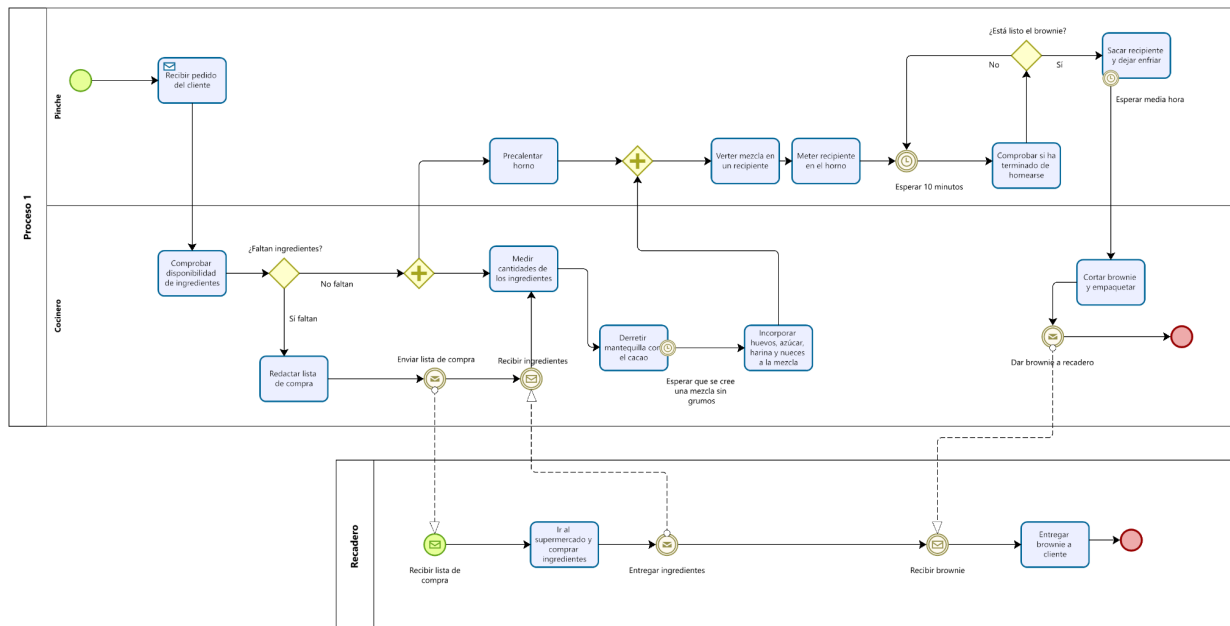 Proceso 1
Pinche
Recibir pedido
del cliente
Precalentar
horno
Verter mezcla en
un recipiente
Meter recipiente
en el horno
Esperar 10 minutos
Comprobar si ha
terminado de
hornearse
¿Está listo el brownie?
No
Sí
Sacar recipiente
y dejar enfriar
Esperar media hora
Cocinero
Comprobar
disponibilidad
de ingredientes
¿Faltan ingredientes?
No faltan
Sí faltan
Redactar lista
de compra
Enviar lista de compra
Recibir ingredientes
Medir
cantidades de
los ingredientes
Derretir
mantequilla con
el cacao
Esperar que se cree
una mezcla sin
grumos
Incorporar
huevos, azúcar,
harina y nueces
a la mezcla
Cortar brownie
y empaquetar
Dar brownie a recadero
Recadero
Recibir lista de
compra
Ir al
supermercado y
comprar
ingredientes
Entregar ingredientes
Recibir brownie
Entregar
brownie a
cliente